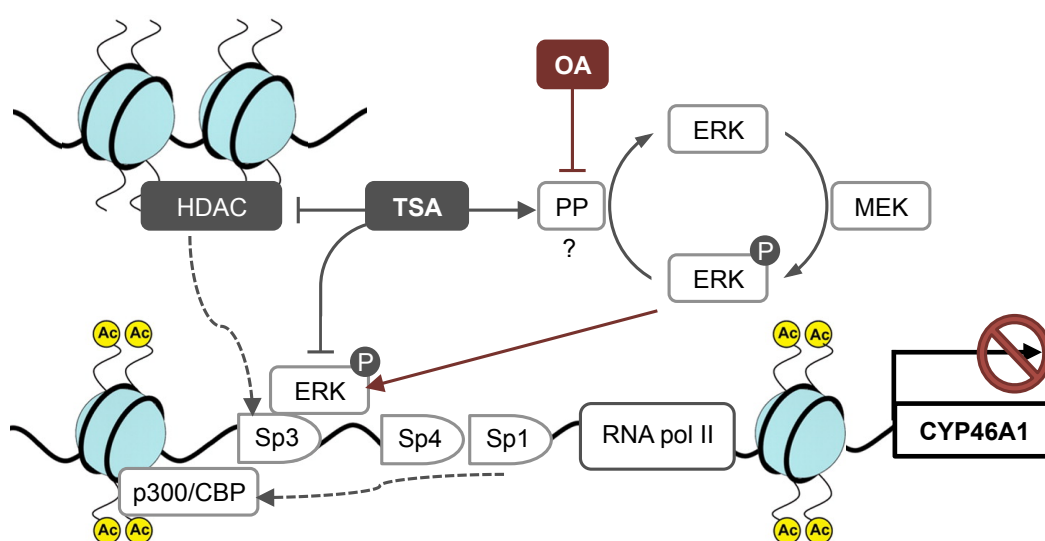 OA
ERK
HDAC
TSA
PP
MEK
?
P
ERK
Ac Ac
Ac Ac
P
ERK
Sp3
Sp4
Sp1
RNA pol II
CYP46A1
p300/CBP
Ac Ac
Ac Ac